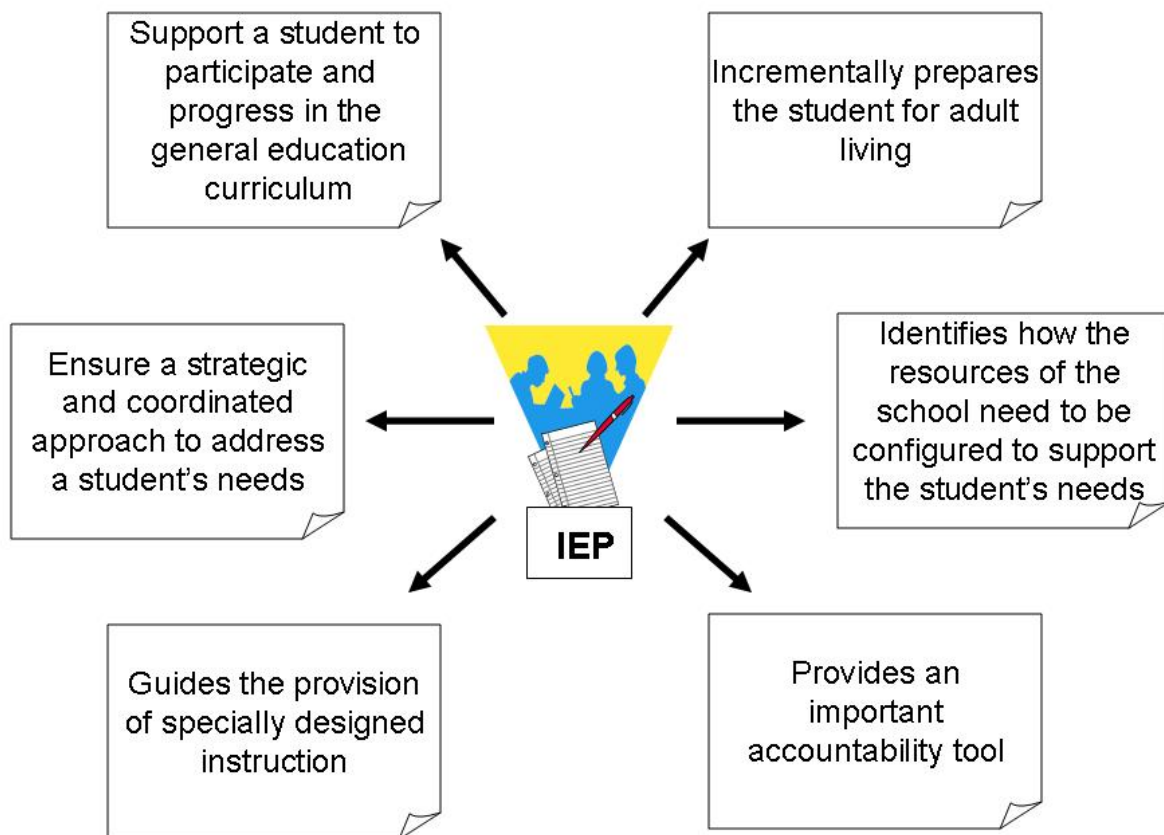 Support a student to
participate and
progress in the
general education
curriculum
Incrementally prepares
the student for adult
living
Ensure a strategic
and coordinated
approach to address
a student's needs
Identifies how the
resources of the
school need to be
configured to support
the student's needs
IEP
Guides the provision
of specially designed
instruction
Provides an
important
accountability tool